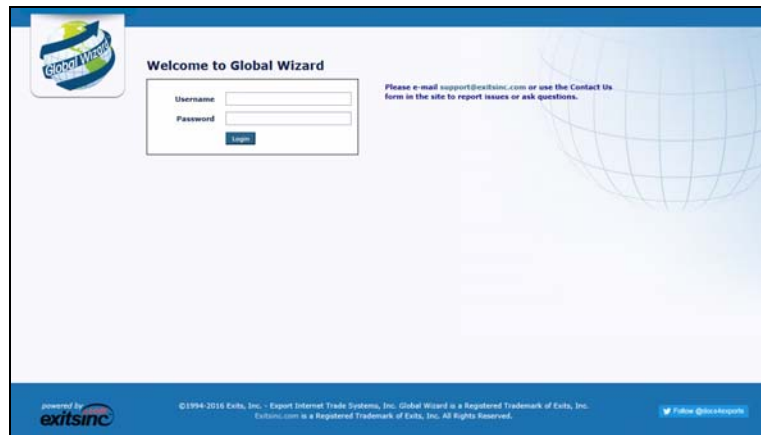 Global Wizard
Welcome to Global Wizard
Please e-mail support@exitsinc.com or use the Contact Us
form in the site to report issues or ask questions.
Username
Password
Login
powered by
exitsinc
©1994-2016 Exits, Inc. - Export Internet Trade Systems, Inc. Global Wizard is a Registered Trademark of Exits, Inc.
Exitsinc.com is a Registered Trademark of Exits, Inc. All Rights Reserved.
Follow @docs4exports